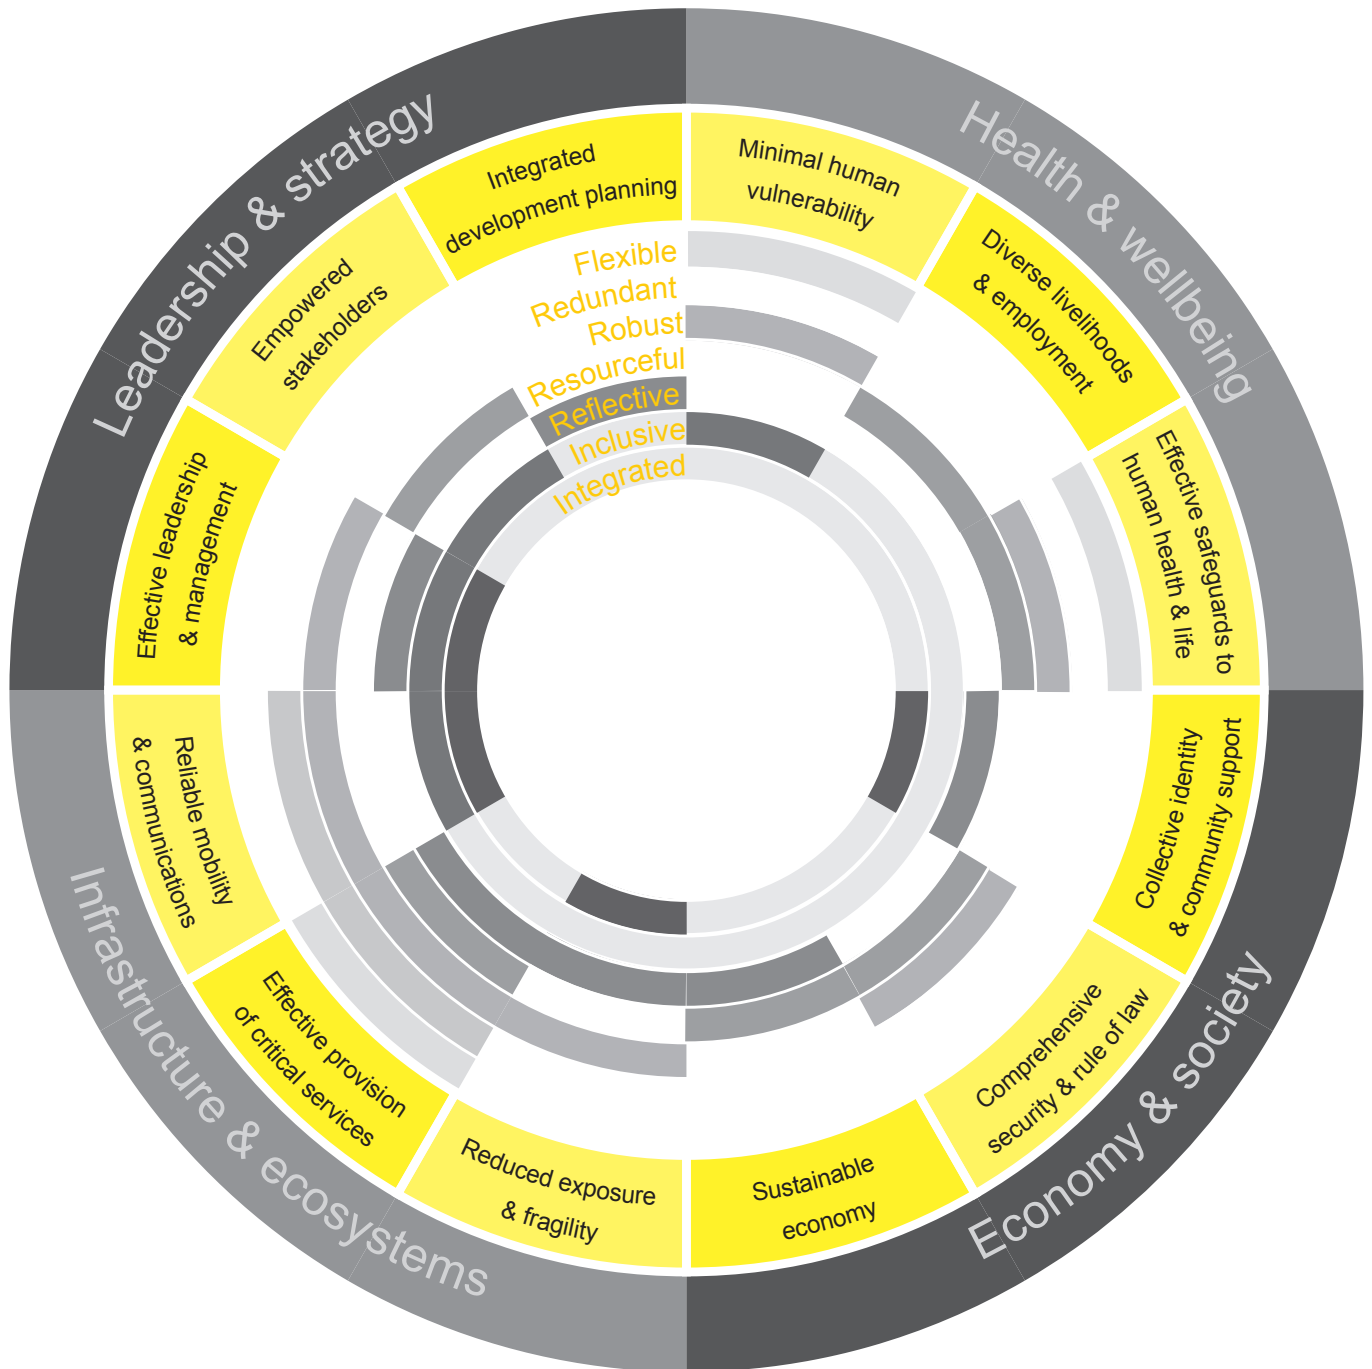 Leadership & strategy
Health & wellbeing
Economy & society
Infrastructure & ecosystems
Integrated
development planning
Minimal human
vulnerability
Diverse livelihoods
& employment
Effective safeguards to
human health & life
Collective identity
& community support
Comprehensive
security & rule of law
Sustainable
economy
Reduced exposure
& fragility
Effective provision
of critical services
Reliable mobility
& communications
Effective leadership
& management
Empowered
stakeholders
Flexible
Redundant
Robust
Resourceful
Reflective
Inclusive
Integrated